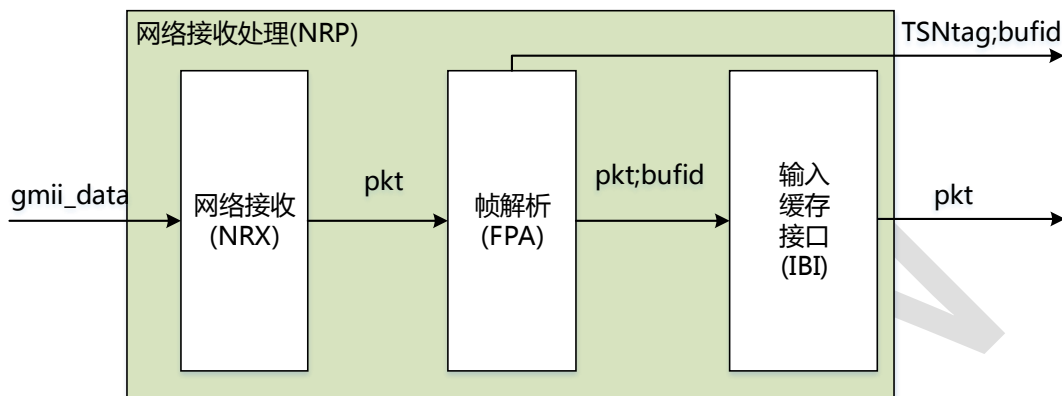 网络接收处理(NRP)
TSNtag;bufid
gmii_data
网络接收
(NRX)
pkt
帧解析
(FPA)
pkt;bufid
输入
缓存
接口
(IBI)
pkt